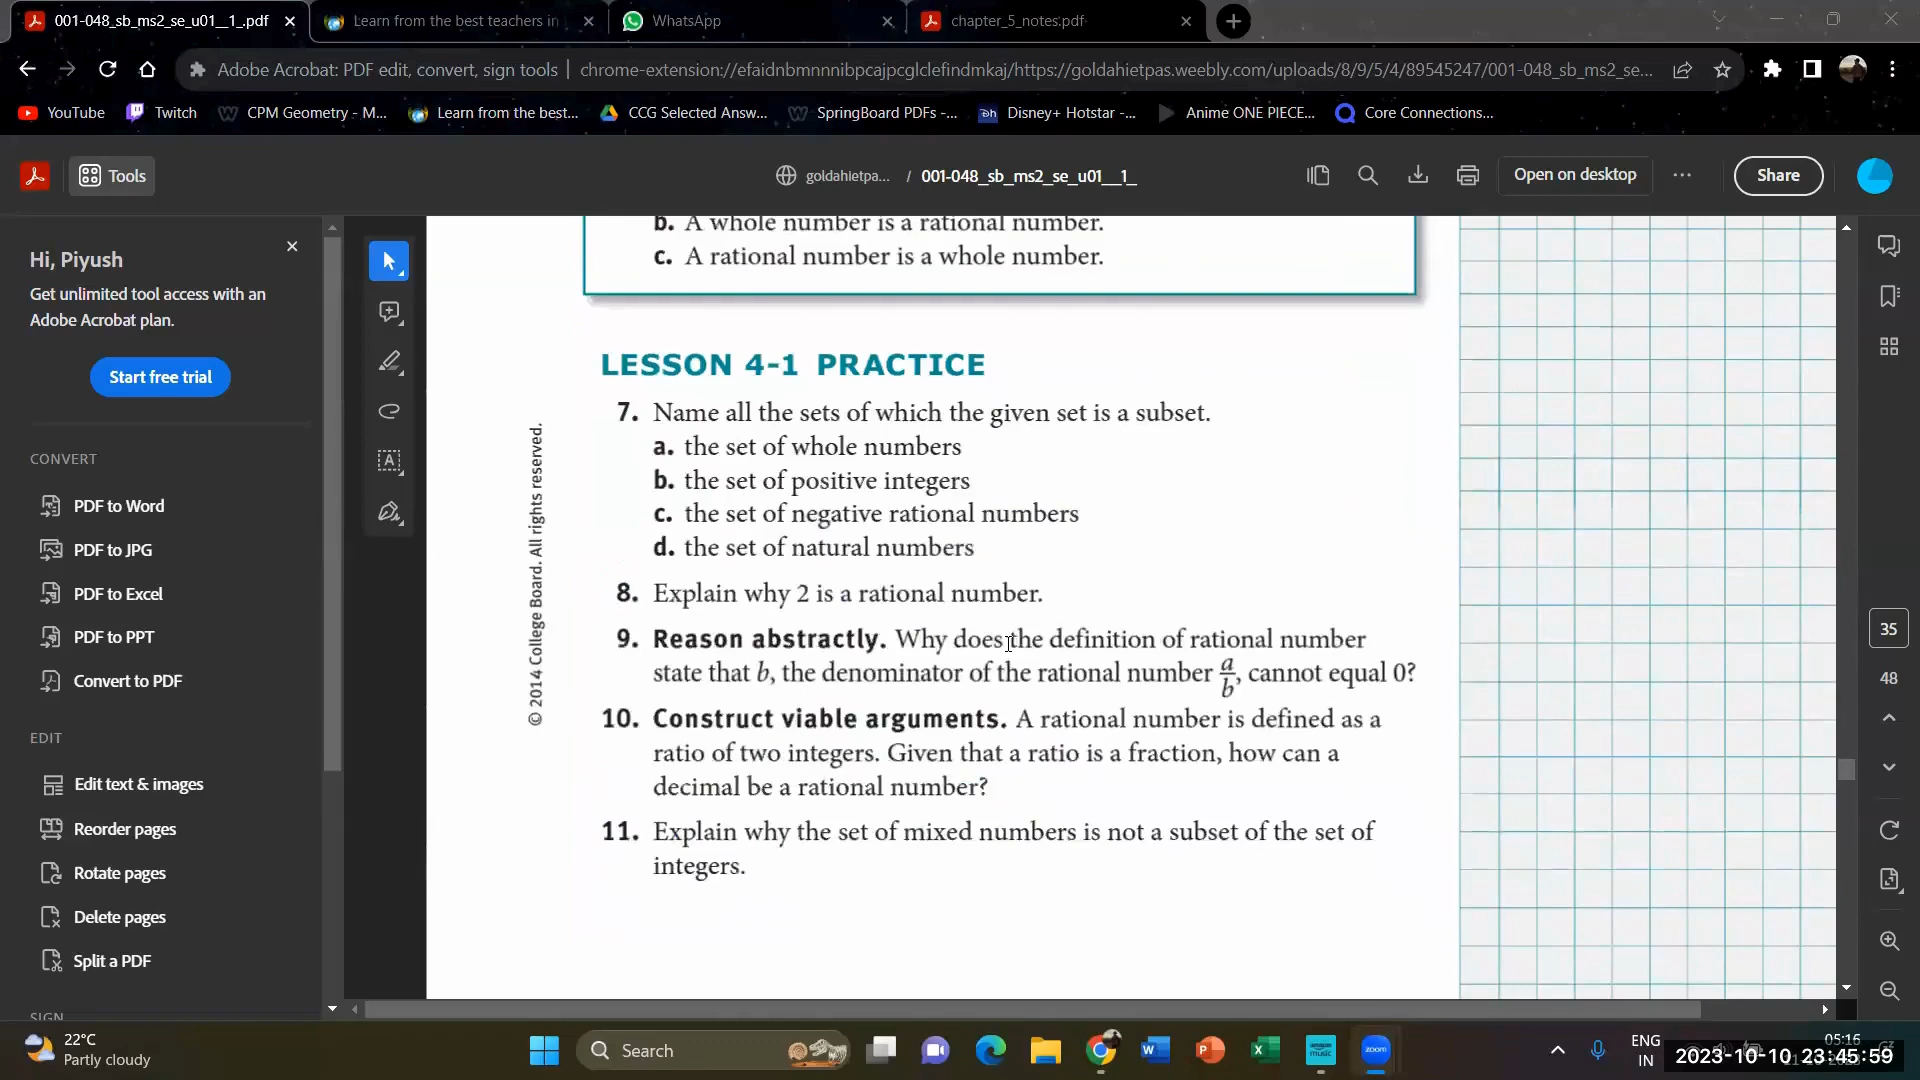 001-048_sb_ms2_se_u01__1_.pdf
Learn from the best teachers in
WhatsApp
chapter_5_notes.pdf
Adobe Acrobat: PDF edit, convert, sign tools | chrome-extension://efaidnbmnnnibpcajpcglclefindmkaj/https://goldahietpas.weebly.com/uploads/8/9/5/4/89545247/001-048_sb_ms2_se...
YouTube
Twitch
CPM Geometry - M...
Learn from the best...
CCG Selected Answ...
SpringBoard PDFs -...
Disney+ Hotstar -...
Anime ONE PIECE...
Core Connections...
Tools
goldahietpa... / 001-048_sb_ms2_se_u01__1_
Open on desktop
Share
Hi, Piyush
Get unlimited tool access with an
Adobe Acrobat plan.
Start free trial
CONVERT
PDF to Word
PDF to JPG
PDF to Excel
PDF to PPT
Convert to PDF
EDIT
Edit text & images
Reorder pages
Rotate pages
Delete pages
Split a PDF
SIGN
b. A whole number is a rational number.
c. A rational number is a whole number.
LESSON 4-1 PRACTICE
7. Name all the sets of which the given set is a subset.
a. the set of whole numbers
b. the set of positive integers
c. the set of negative rational numbers
d. the set of natural numbers
8. Explain why 2 is a rational number.
9. Reason abstractly. Why does the definition of rational number
state that b, the denominator of the rational number a/b, cannot equal 0?
10. Construct viable arguments. A rational number is defined as a
ratio of two integers. Given that a ratio is a fraction, how can a
decimal be a rational number?
11. Explain why the set of mixed numbers is not a subset of the set of
integers.
© 2014 College Board. All rights reserved.
35
48
22°C
Partly cloudy
Search
amazon music
zoom
ENG
IN
05:16
2023-10-10 23:45:59